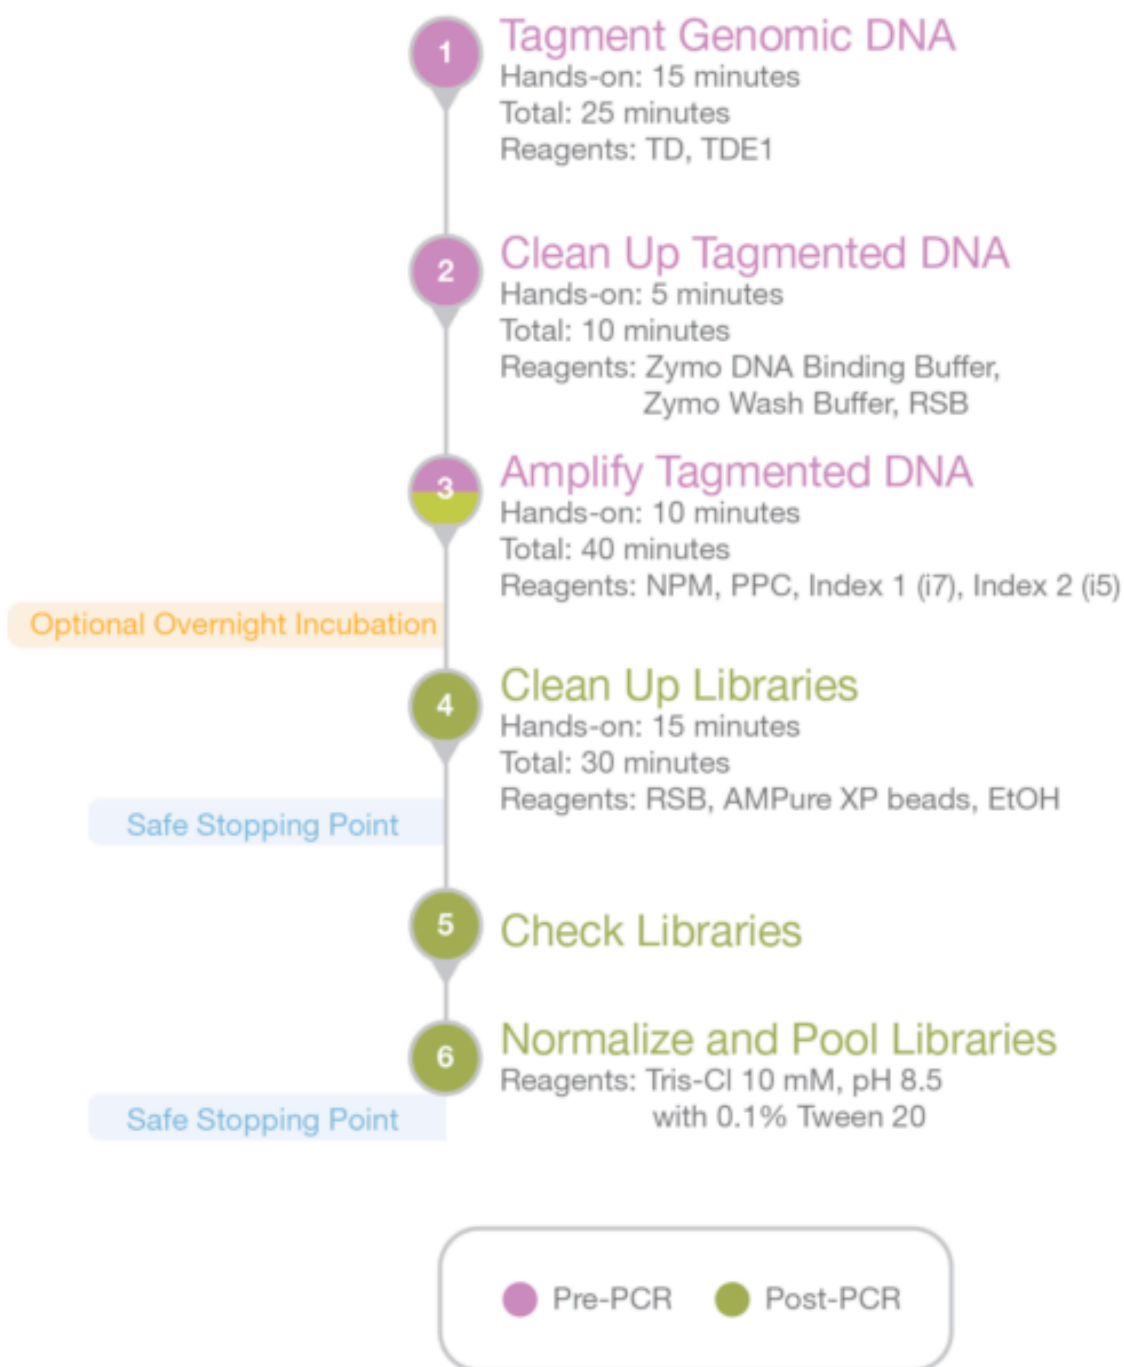 1
Tagment Genomic DNA
Hands-on: 15 minutes
Total: 25 minutes
Reagents: TD, TDE1
2
Clean Up Tagmented DNA
Hands-on: 5 minutes
Total: 10 minutes
Reagents: Zymo DNA Binding Buffer,
Zymo Wash Buffer, RSB
3
Amplify Tagmented DNA
Hands-on: 10 minutes
Total: 40 minutes
Reagents: NPM, PPC, Index 1 (i7), Index 2 (i5)
Optional Overnight Incubation
4
Clean Up Libraries
Hands-on: 15 minutes
Total: 30 minutes
Reagents: RSB, AMPure XP beads, EtOH
Safe Stopping Point
5
Check Libraries
6
Normalize and Pool Libraries
Reagents: Tris-Cl 10 mM, pH 8.5
with 0.1% Tween 20
Safe Stopping Point
Pre-PCR
Post-PCR